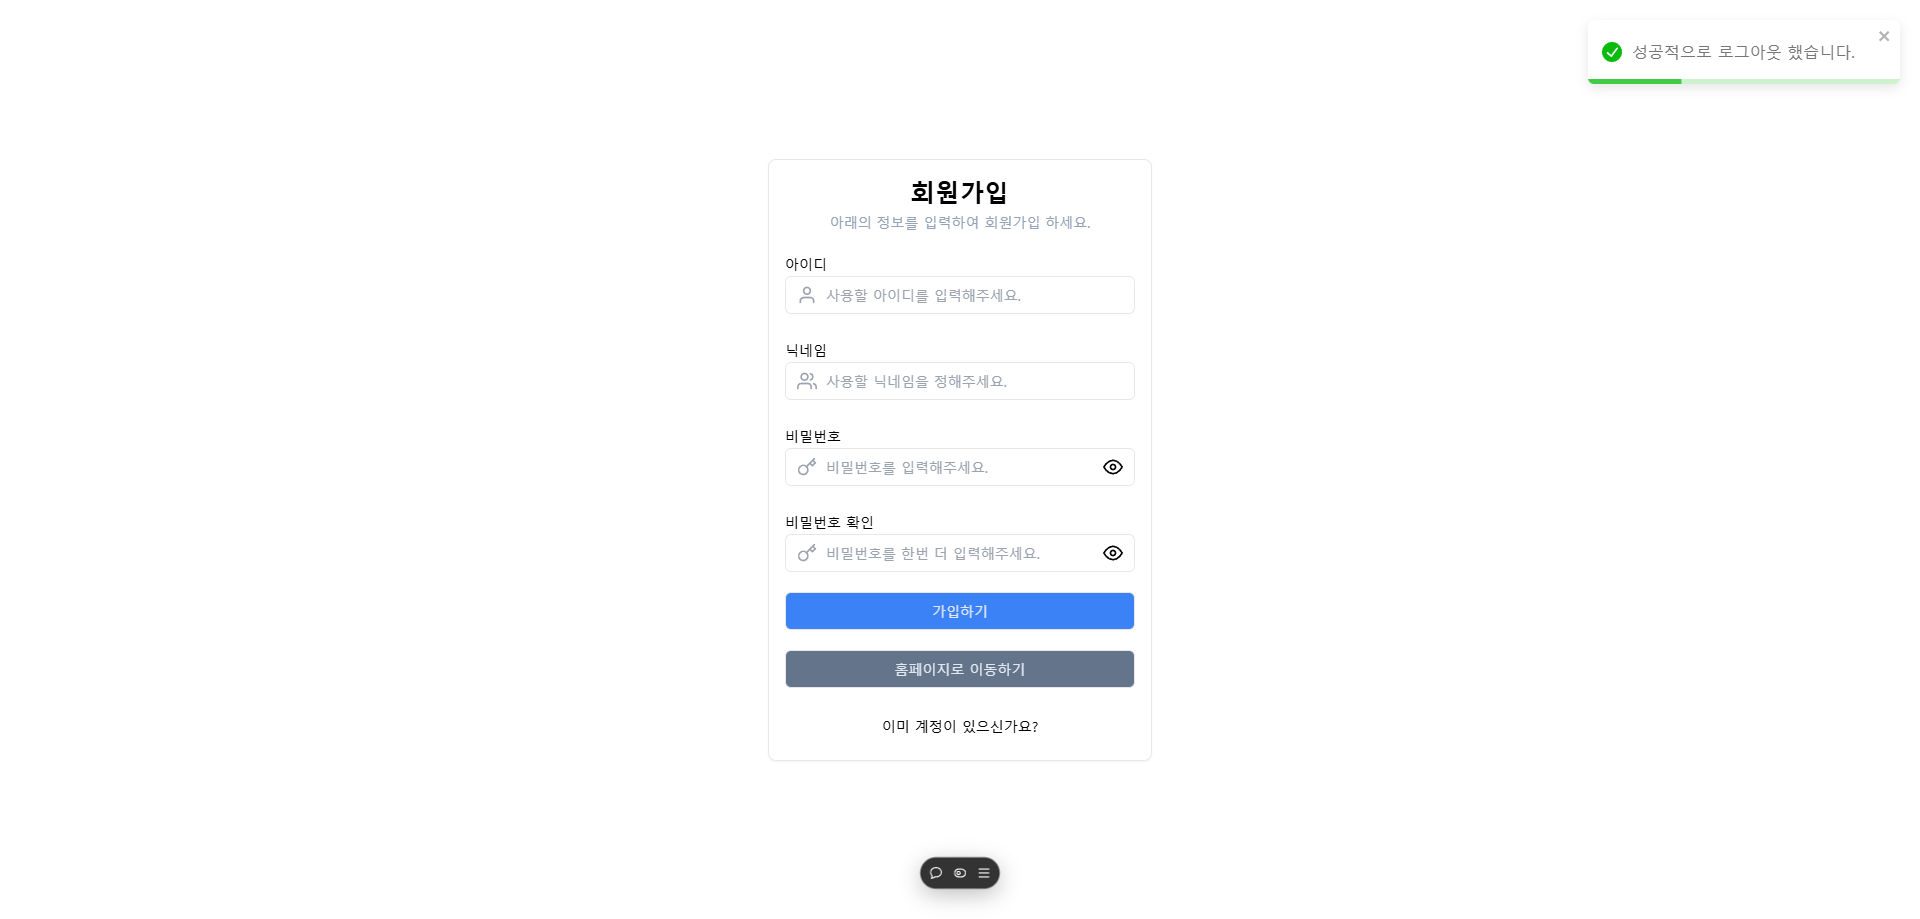 성공적으로 로그아웃 했습니다.
회원가입
아래의 정보를 입력하여 회원가입 하세요.
아이디
사용할 아이디를 입력해주세요.
닉네임
사용할 닉네임을 정해주세요.
비밀번호
비밀번호를 입력해주세요.
비밀번호 확인
비밀번호를 한번 더 입력해주세요.
가입하기
홈페이지로 이동하기
이미 계정이 있으신가요?